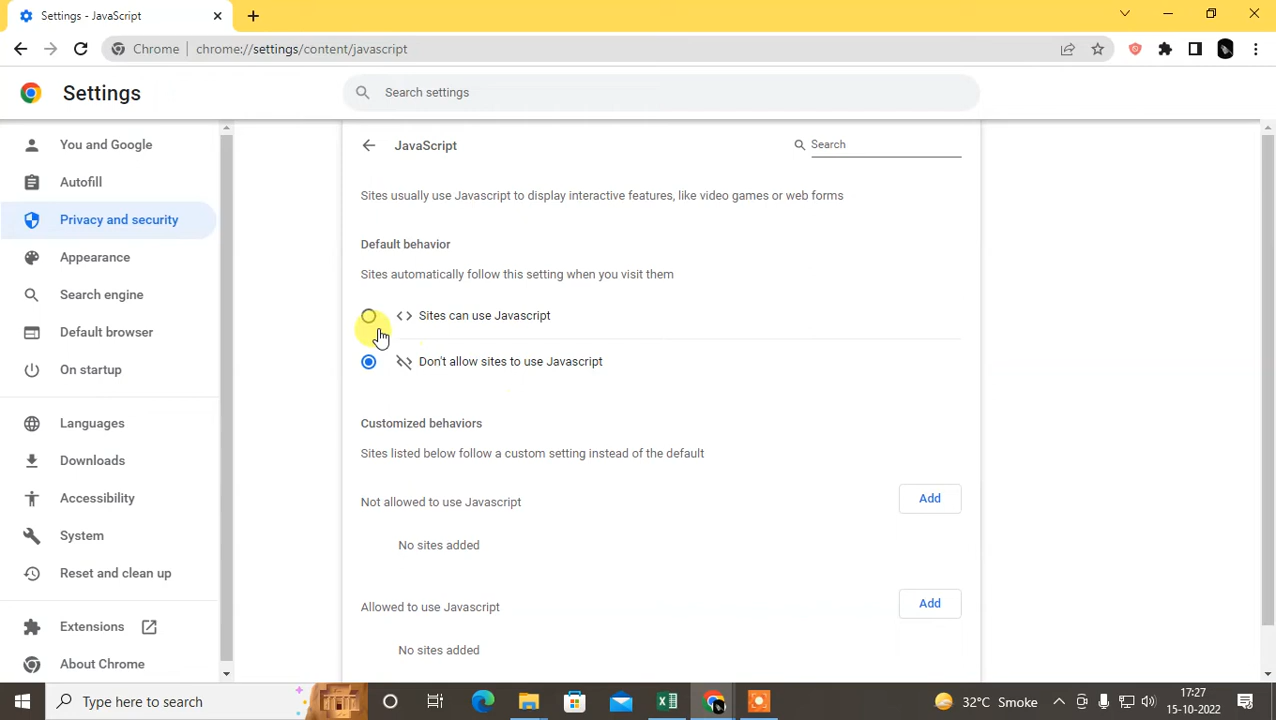 Settings - JavaScript
Chrome
chrome://settings/content/javascript
Settings
Search settings
You and Google
Autofill
Privacy and security
Appearance
Search engine
Default browser
On startup
Languages
Downloads
Accessibility
System
Reset and clean up
Extensions
About Chrome
JavaScript
Search
Sites usually use Javascript to display interactive features, like video games or web forms
Default behavior
Sites automatically follow this setting when you visit them
Sites can use Javascript
Don't allow sites to use Javascript
Customized behaviors
Sites listed below follow a custom setting instead of the default
Not allowed to use Javascript
Add
No sites added
Allowed to use Javascript
Add
No sites added
Type here to search
32°C Smoke
17:27
15-10-2022